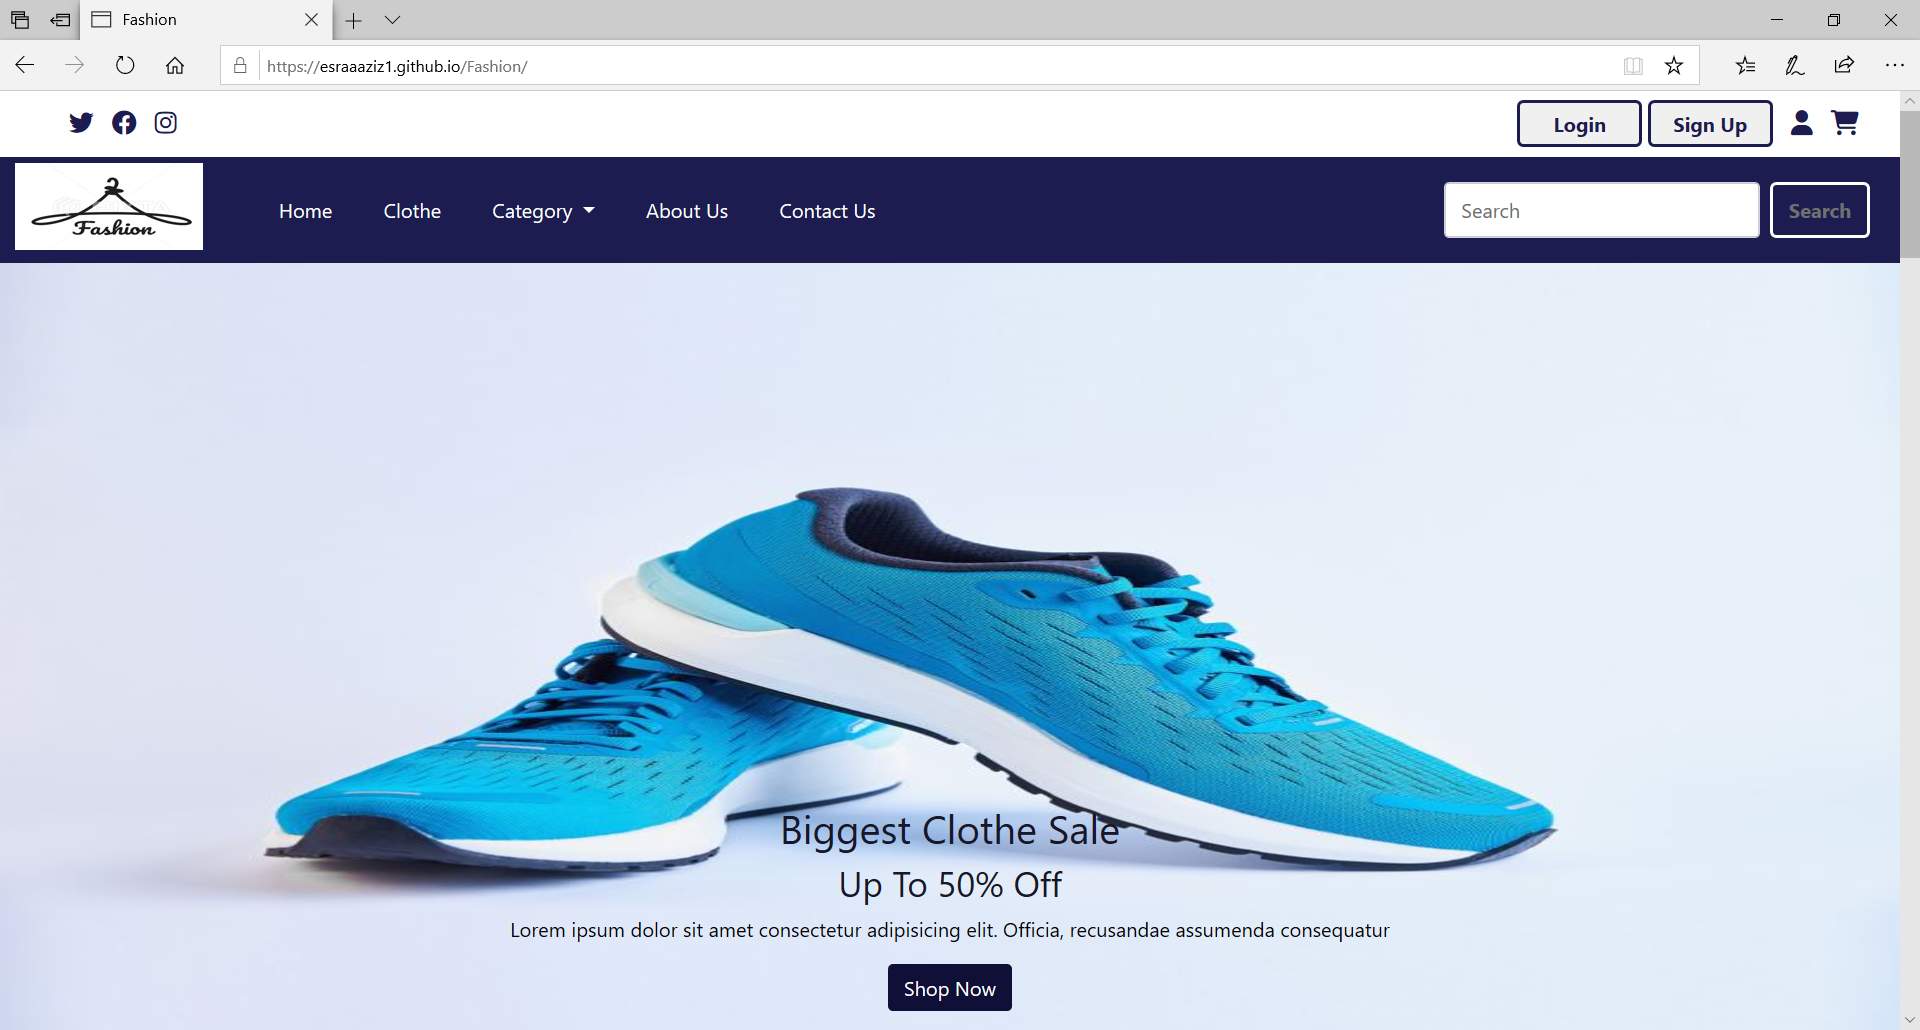 Fashion
https://esraaaziz1.github.io/Fashion/
Login
Sign Up
Fashion
Home
Clothe
Category
About Us
Contact Us
Search
Search
Biggest Clothe Sale
Up To 50% Off
Lorem ipsum dolor sit amet consectetur adipisicing elit. Officia, recusandae assumenda consequatur
Shop Now